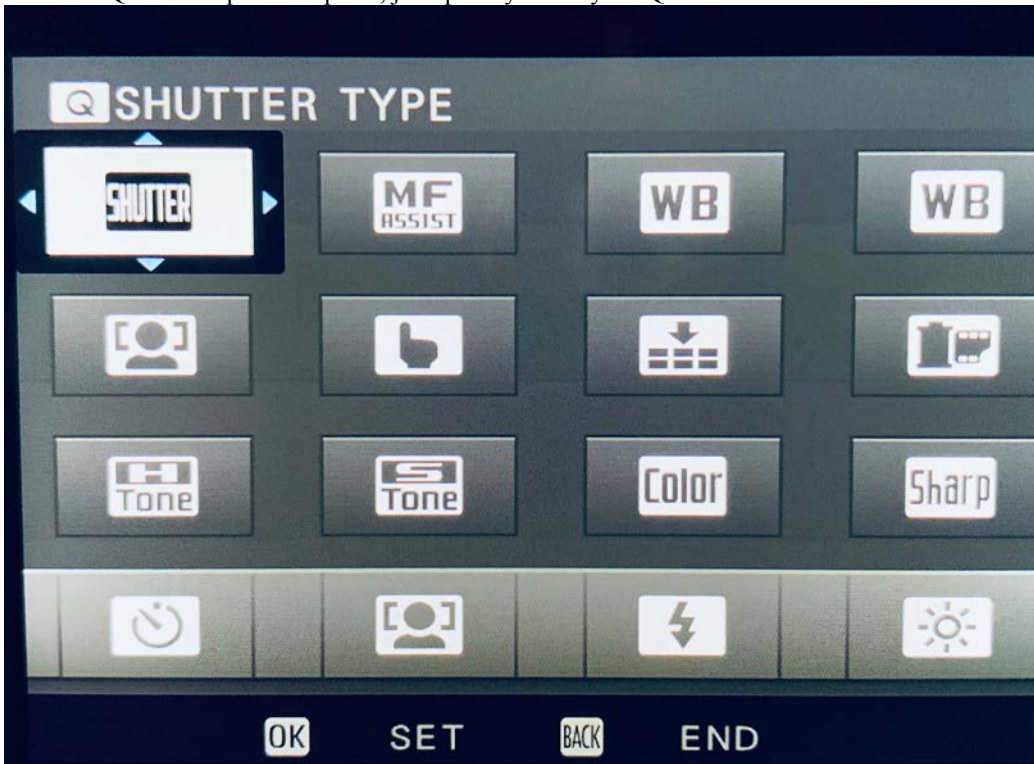 Q SHUTTER TYPE
SHUTTER MF ASSIST WB WB
H Tone S Tone Color Sharp
OK SET BACK END